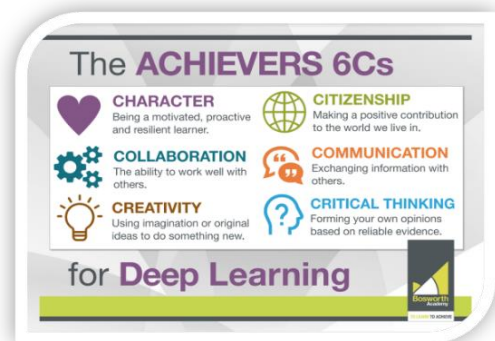 The ACHIEVERS 6Cs
CHARACTER
Being a motivated, proactive
and resilient learner.
CITIZENSHIP
Making a positive contribution
to the world we live in.
COLLABORATION
The ability to work well with
others.
COMMUNICATION
Exchanging information with
others.
CREATIVITY
Using imagination or original
ideas to do something new.
CRITICAL THINKING
Forming your own opinions
based on reliable evidence.
for Deep Learning
Bosworth
Academy
TO ACHIEVE